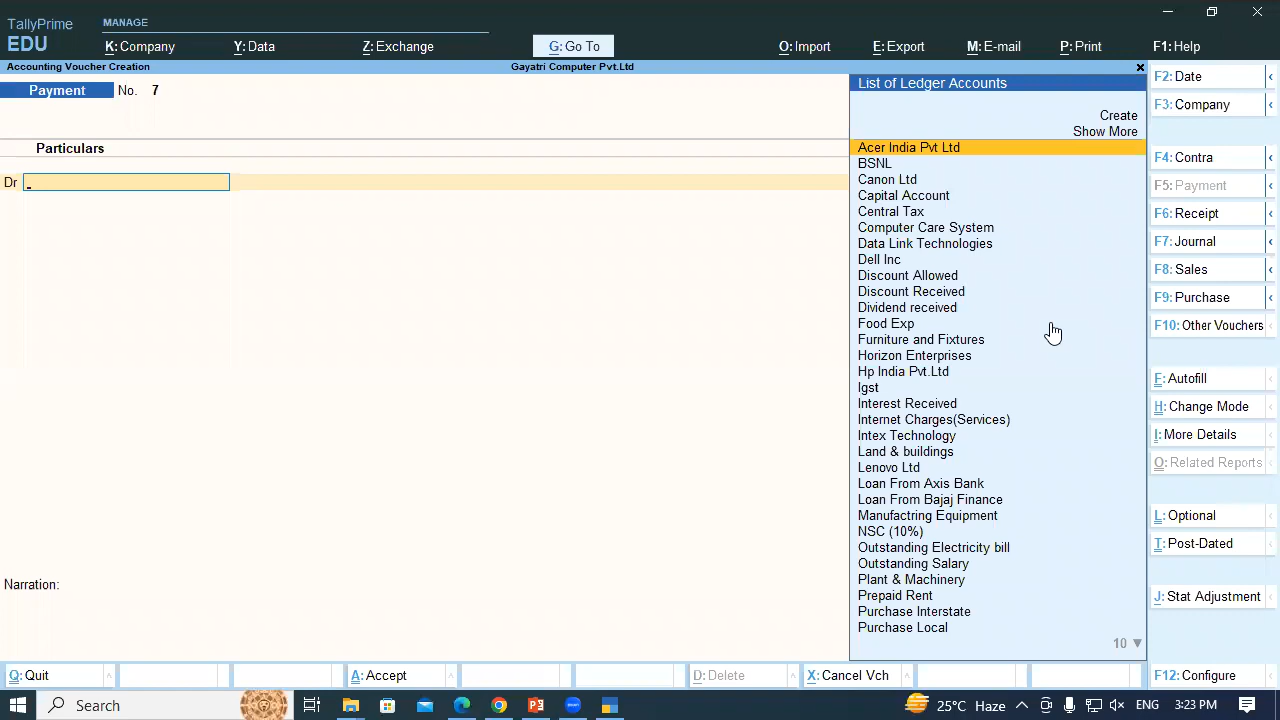 TallyPrime
EDU
MANAGE
K: Company
Y: Data
Z: Exchange
G: Go To
O: Import
E: Export
M: E-mail
P: Print
F1: Help
Accounting Voucher Creation
Gayatri Computer Pvt.Ltd
Payment No. 7
Particulars
Dr
List of Ledger Accounts
Create
Show More
Acer India Pvt Ltd
BSNL
Canon Ltd
Capital Account
Central Tax
Computer Care System
Data Link Technologies
Dell Inc
Discount Allowed
Discount Received
Dividend received
Food Exp
Furniture and Fixtures
Horizon Enterprises
Hp India Pvt.Ltd
Igst
Interest Received
Internet Charges(Services)
Intex Technology
Land & buildings
Lenovo Ltd
Loan From Axis Bank
Loan From Bajaj Finance
Manufactring Equipment
NSC (10%)
Outstanding Electricity bill
Outstanding Salary
Plant & Machinery
Prepaid Rent
Purchase Interstate
Purchase Local
10
F2: Date
F3: Company
F4: Contra
F5: Payment
F6: Receipt
F7: Journal
F8: Sales
F9: Purchase
F10: Other Vouchers
F: Autofill
H: Change Mode
I: More Details
O: Related Reports
L: Optional
T: Post-Dated
J: Stat Adjustment
Narration:
Q: Quit
A: Accept
D: Delete
X: Cancel Vch
F12: Configure
Search
25°C Haze
ENG
3:23 PM